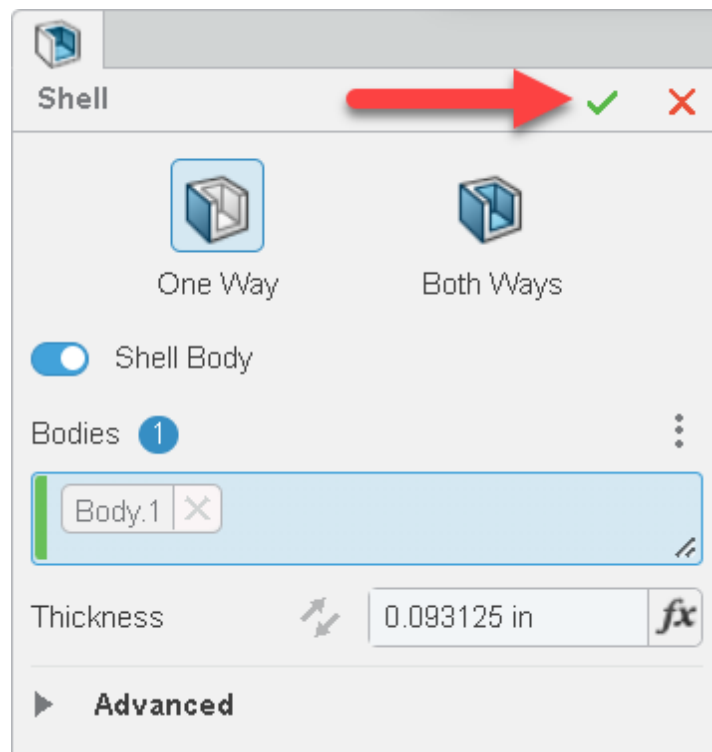 Shell
One Way Both Ways
Shell Body
Bodies 1
Body.1
Thickness 0.093125 in fx
Advanced